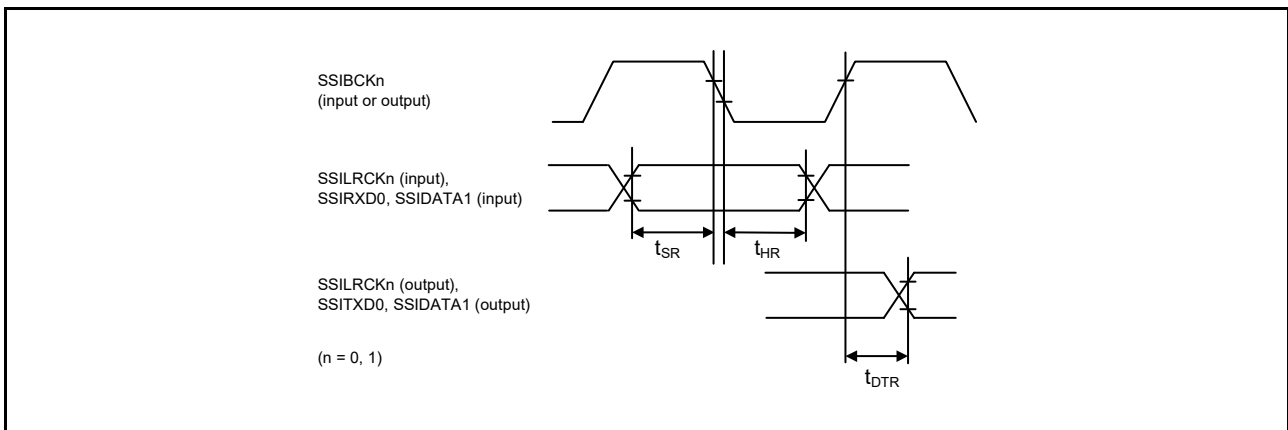 SSIBCKn
(input or output)
SSILRCKn (input),
SSIRXD0, SSIDATA1 (input)
tSR
tHR
SSILRCKn (output),
SSITXD0, SSIDATA1 (output)
(n = 0, 1)
tDTR